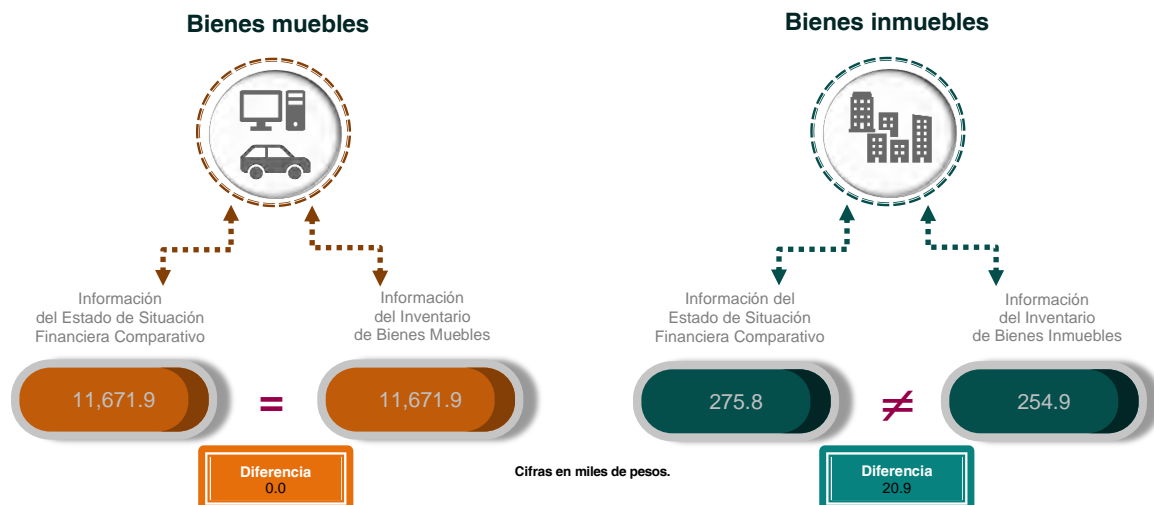 Bienes muebles
Información
del Estado de Situación
Financiera Comparativo
Información
del Inventario
de Bienes Muebles
11,671.9
=
11,671.9
Diferencia
0.0
Cifras en miles de pesos.
Bienes inmuebles
Información del
Estado de Situación
Financiera Comparativo
Información
del Inventario
de Bienes Inmuebles
275.8
≠
254.9
Diferencia
20.9